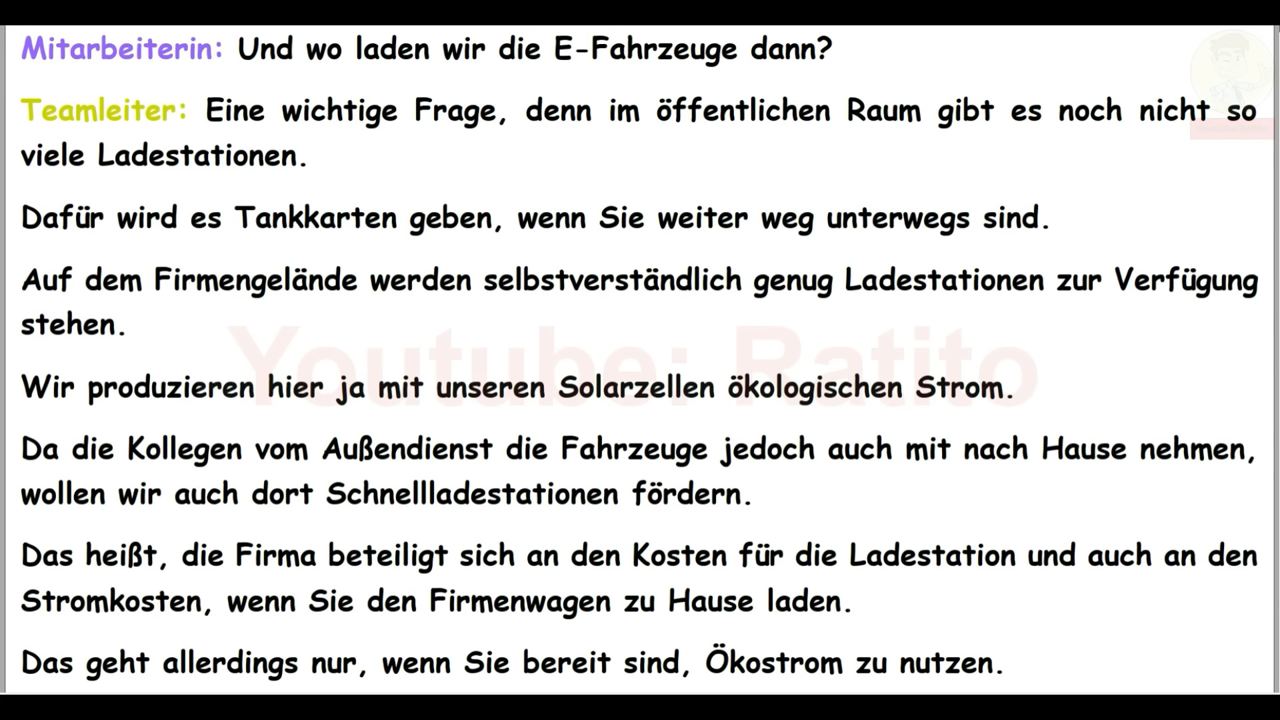 Mitarbeiterin: Und wo laden wir die E-Fahrzeuge dann?
Teamleiter: Eine wichtige Frage, denn im öffentlichen Raum gibt es noch nicht so
viele Ladestationen.
Dafür wird es Tankkarten geben, wenn Sie weiter weg unterwegs sind.
Auf dem Firmengelände werden selbstverständlich genug Ladestationen zur Verfügung
stehen.
Youtube: Ratito
Wir produzieren hier ja mit unseren Solarzellen ökologischen Strom.
Da die Kollegen vom Außendienst die Fahrzeuge jedoch auch mit nach Hause nehmen,
wollen wir auch dort Schnellladestationen fördern.
Das heißt, die Firma beteiligt sich an den Kosten für die Ladestation und auch an den
Stromkosten, wenn Sie den Firmenwagen zu Hause laden.
Das geht allerdings nur, wenn Sie bereit sind, Ökostrom zu nutzen.